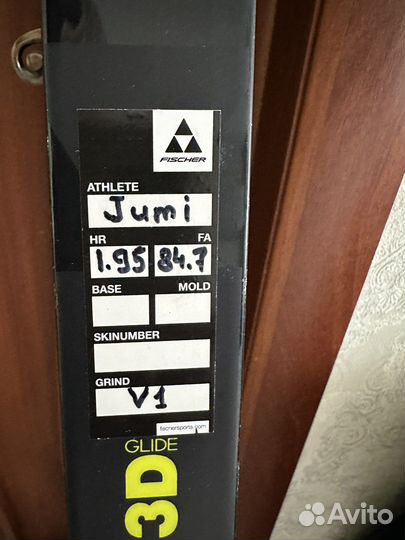 FISCHER
ATHLETE
Jumi
HR FA
1.95 84.7
BASE MOLD
SKINUMBER
GRIND
V1
fischersports.com
GLIDE
3D
Avito